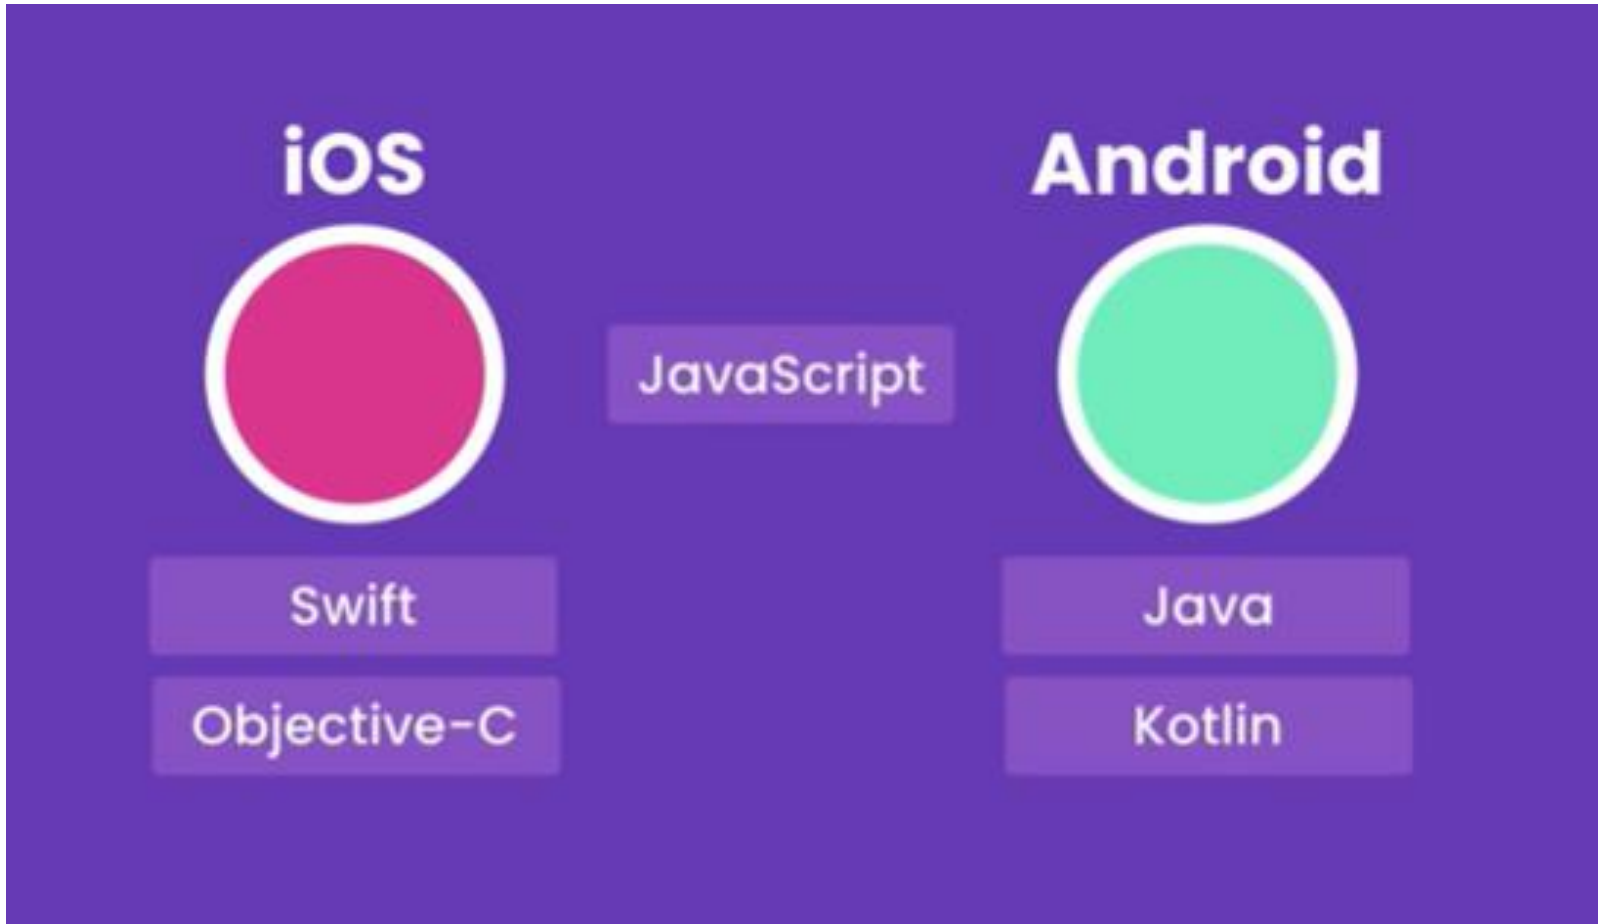 iOS
Android
JavaScript
Swift
Java
Objective-C
Kotlin